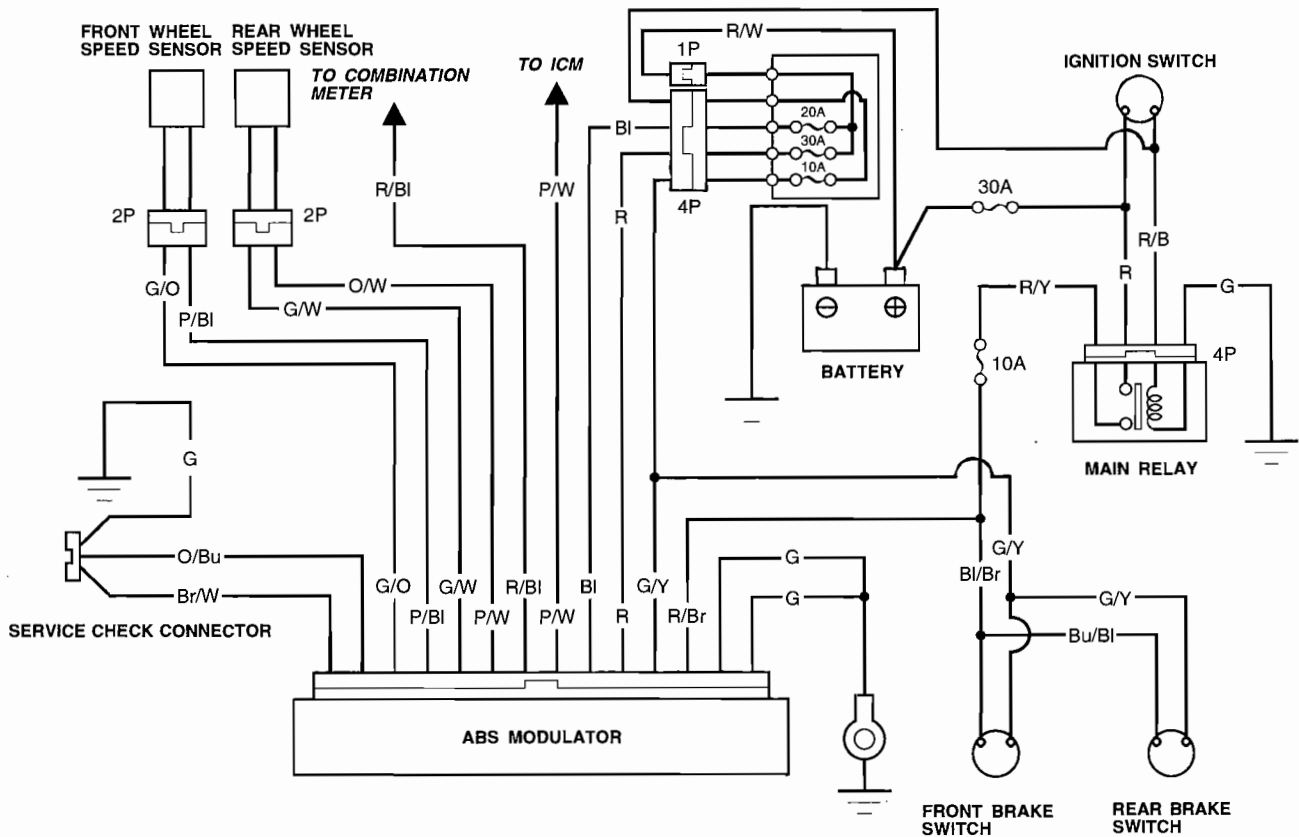 FRONT WHEEL
SPEED SENSOR
REAR WHEEL
SPEED SENSOR
TO COMBINATION
METER
TO ICM
R/W
1P
IGNITION SWITCH
20A
30A
10A
Bl
R/Bl
P/W
R
4P
2P
2P
30A
R/B
R
G/O
P/Bl
O/W
G/W
R/Y
G
BATTERY
10A
4P
MAIN RELAY
G
O/Bu
Br/W
SERVICE CHECK CONNECTOR
G/O
P/Bl
G/W
P/W
R/Bl
P/W
Bl
R
G/Y
R/Br
G
G
G/Y
Bl/Br
G/Y
Bu/Bl
ABS MODULATOR
FRONT BRAKE
SWITCH
REAR BRAKE
SWITCH